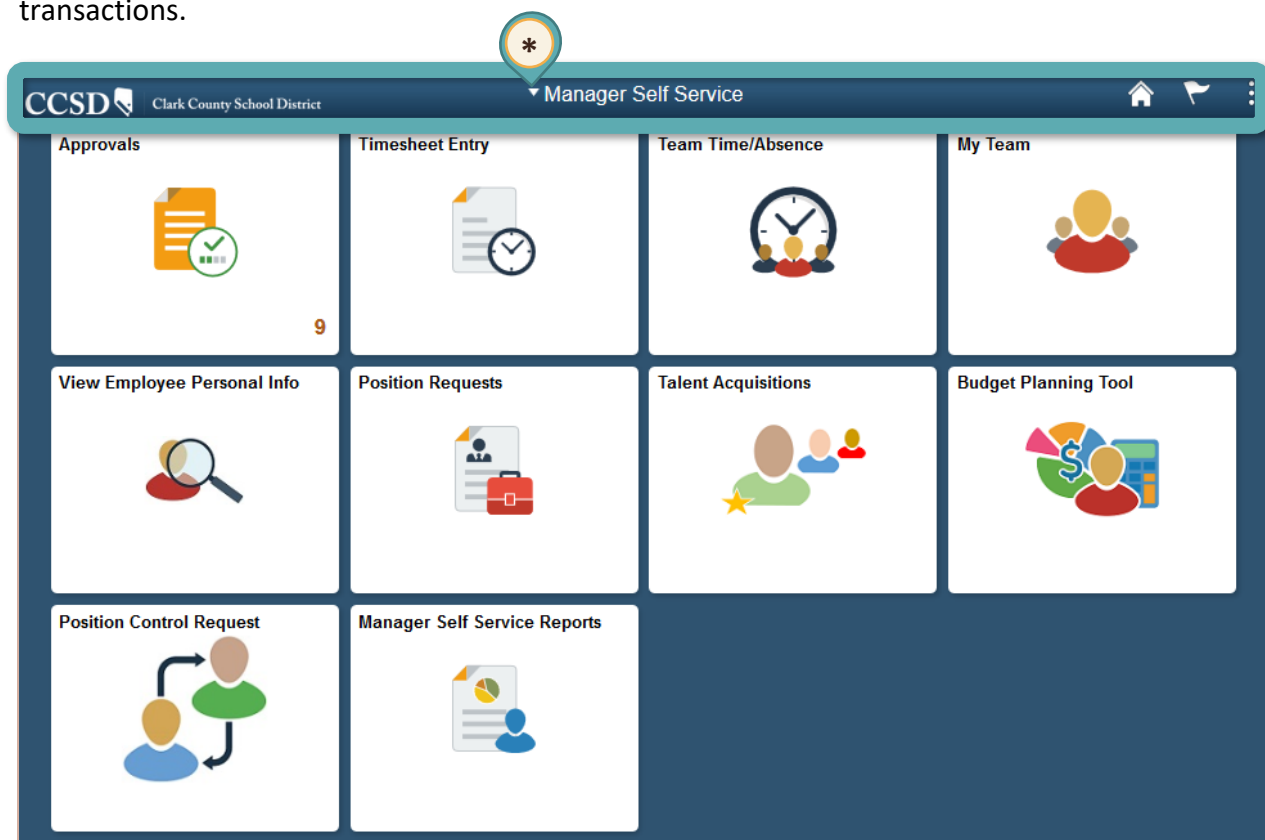 transactions.
*
CCSD Clark County School District
Manager Self Service
Approvals
Timesheet Entry
Team Time/Absence
My Team
9
View Employee Personal Info
Position Requests
Talent Acquisitions
Budget Planning Tool
$
Position Control Request
Manager Self Service Reports